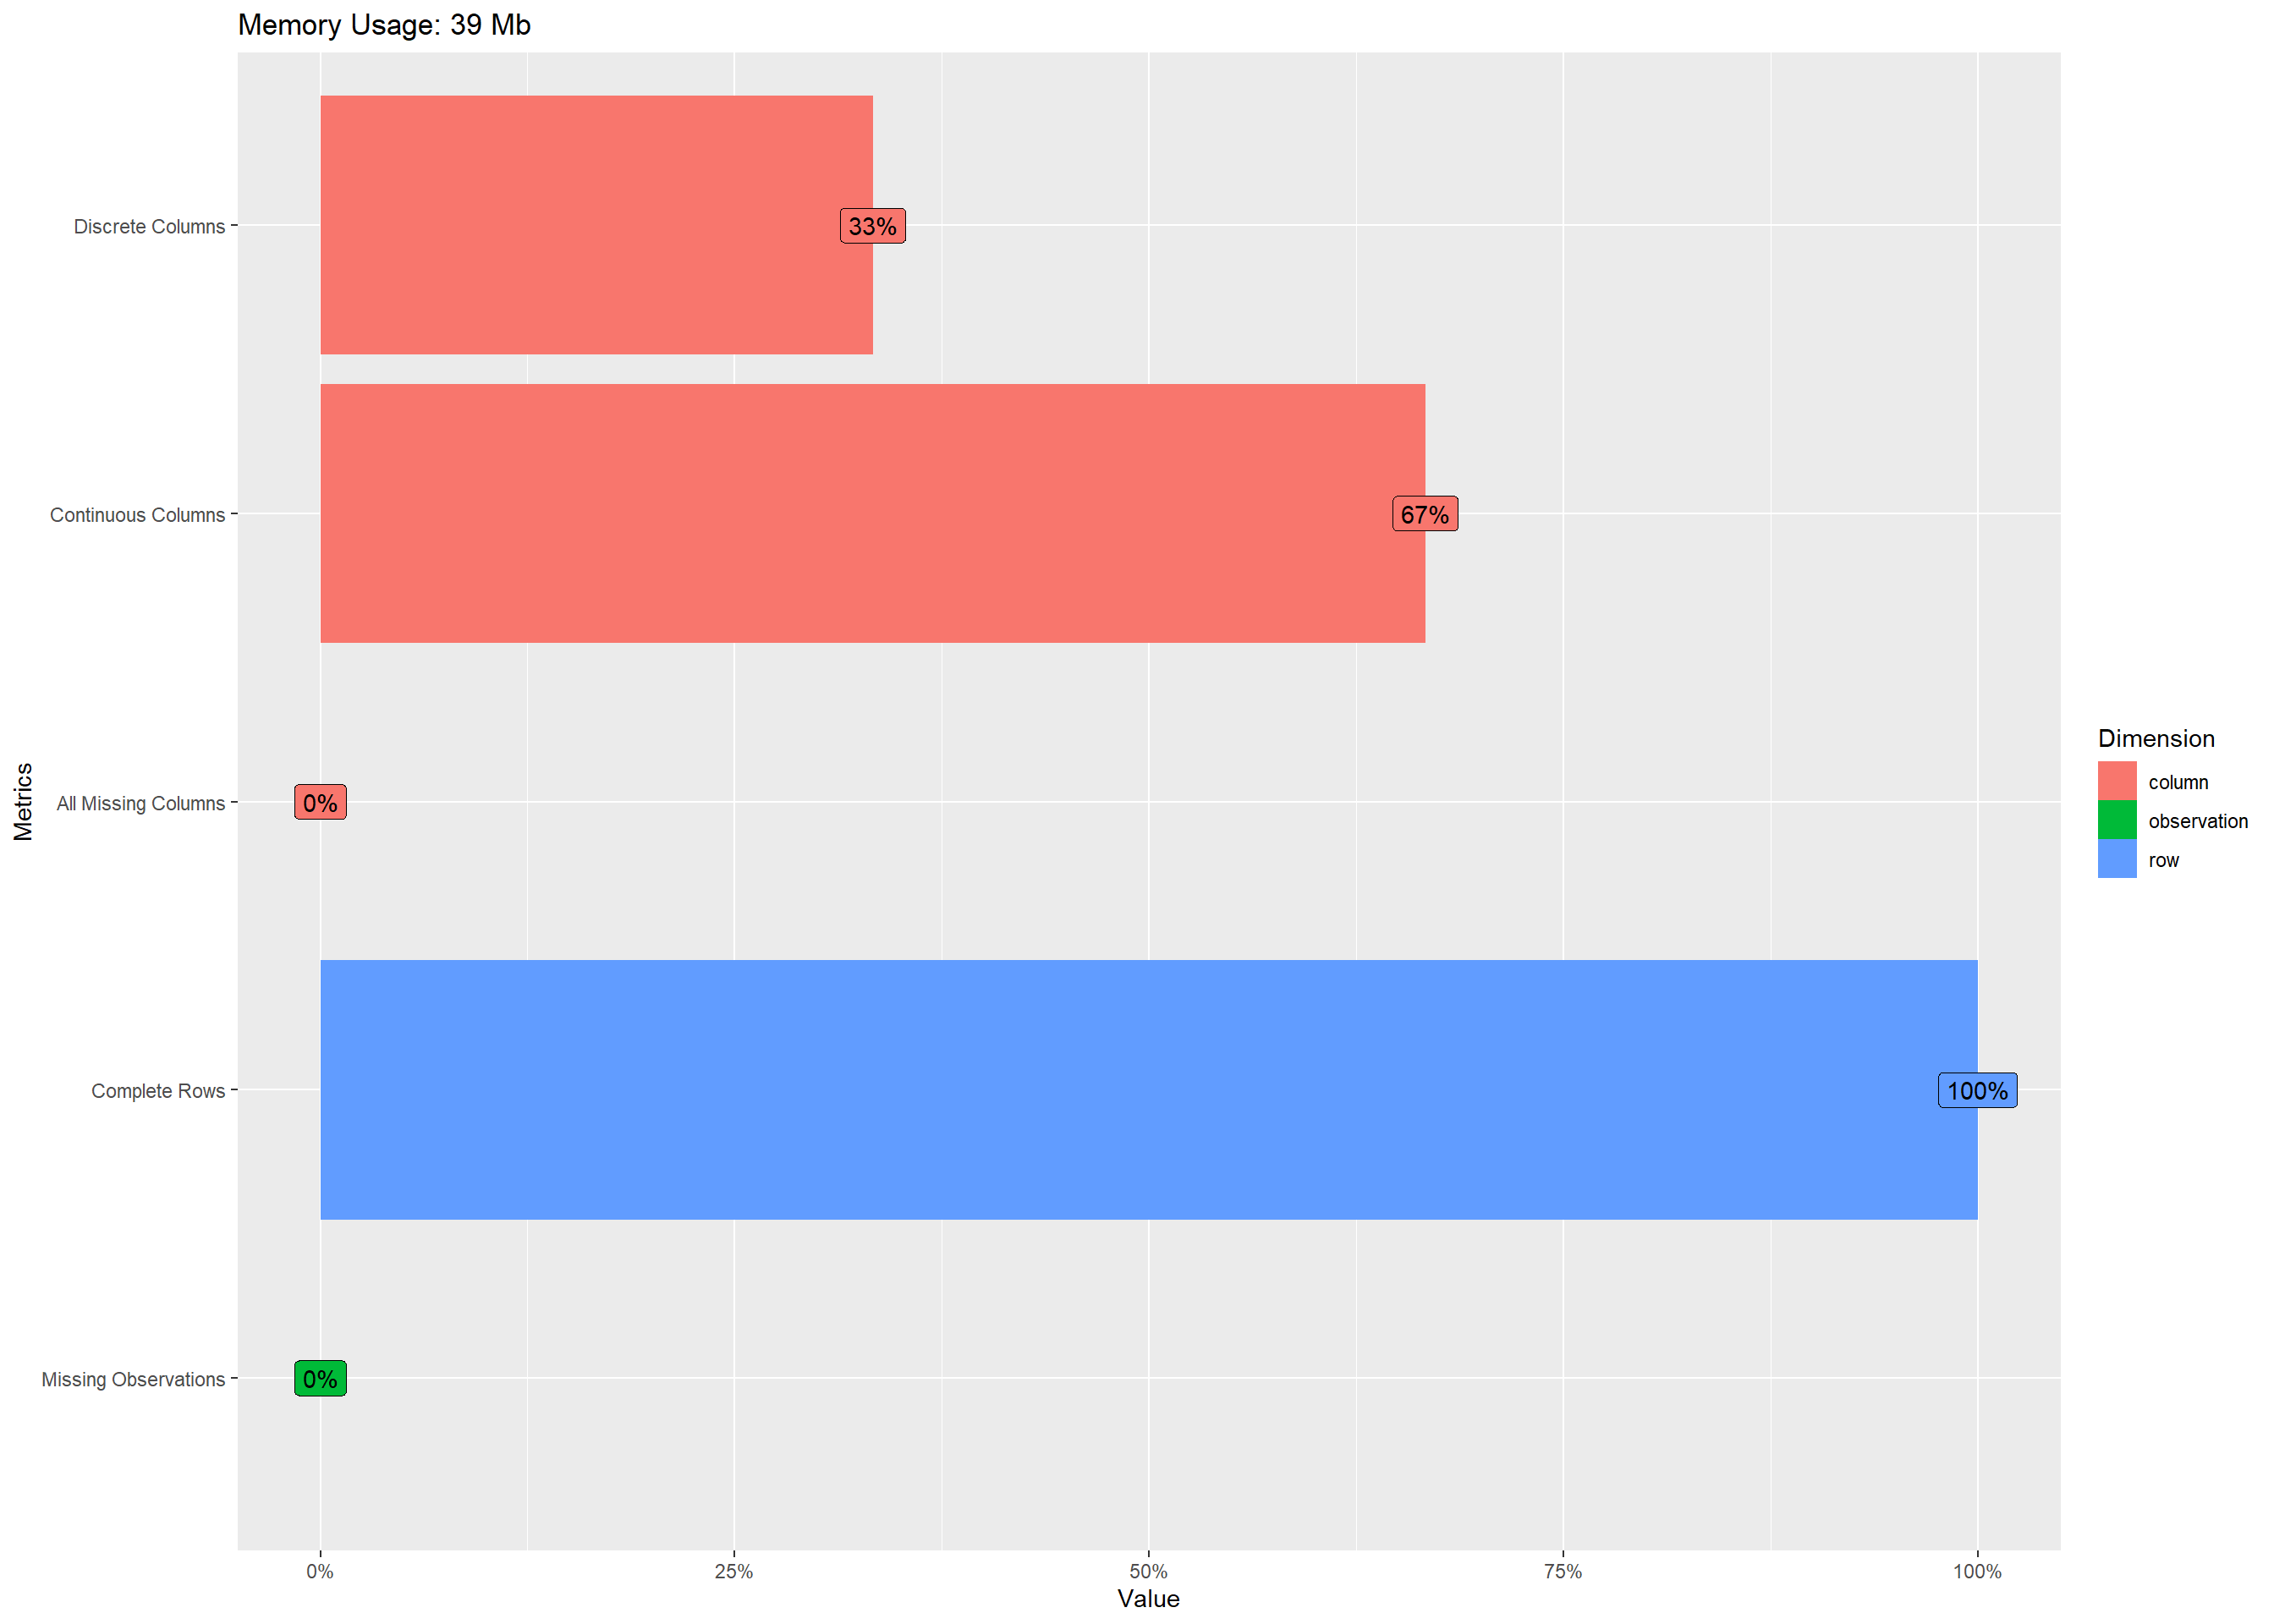 Memory Usage: 39 Mb
Discrete Columns
33%
Continuous Columns
67%
All Missing Columns
0%
Complete Rows
100%
Missing Observations
0%
Metrics
0% 25% 50% 75% 100%
Value
Dimension
column
observation
row